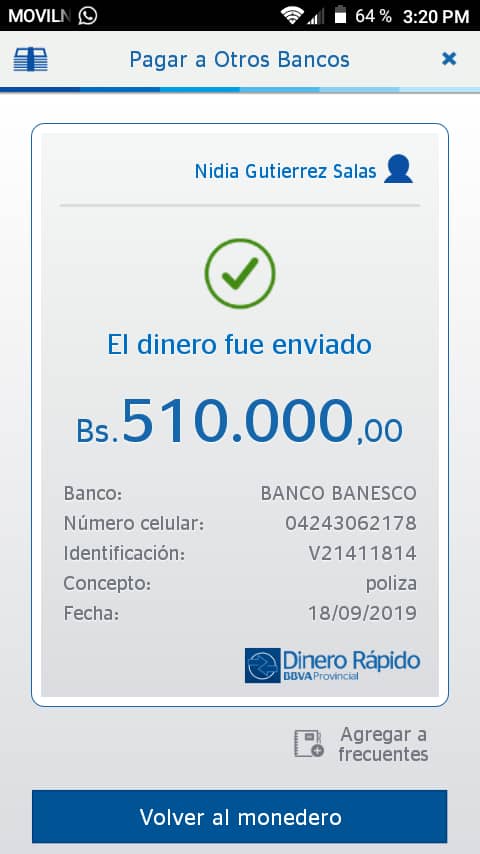 MOVILN 64 % 3:20 PM
Pagar a Otros Bancos
Nidia Gutierrez Salas
El dinero fue enviado
Bs.510.000,00
Banco: BANCO BANESCO
Número celular: 04243062178
Identificación: V21411814
Concepto: poliza
Fecha: 18/09/2019
Dinero Rápido
BBVA Provincial
Agregar a
frecuentes
Volver al monedero